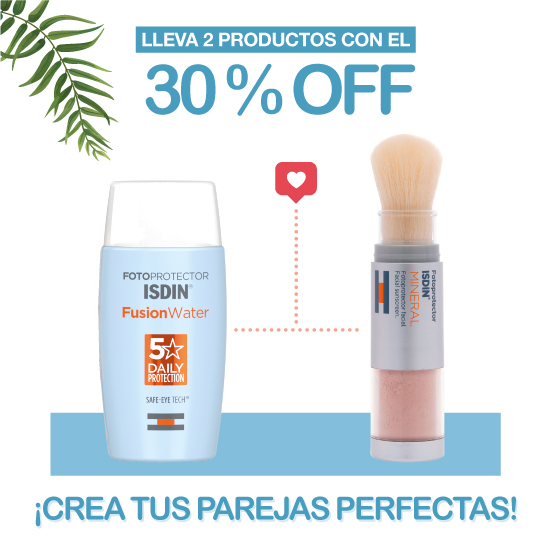 LLEVA 2 PRODUCTOS CON EL
30% OFF
FOTOPROTECTOR
ISDIN®
FusionWater
5☆
DAILY
PROTECTION
SAFE-EYE TECH™
Fotoprotector
ISDIN®
MINERAL
Fotoprotector facial.
Facial sunscreen.
¡CREA TUS PAREJAS PERFECTAS!